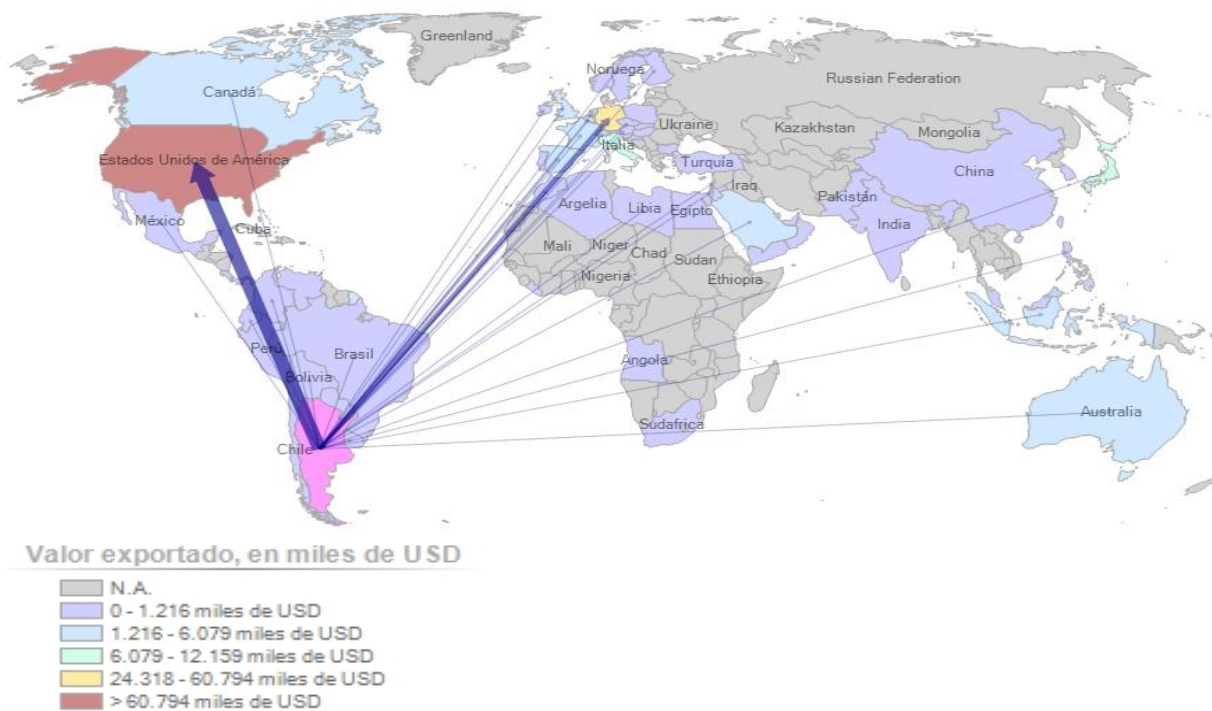 Greenland
Noruega
Russian Federation
Canadá
Ukraine
Kazakhstan
Mongolia
Italia
Estados Unidos de América
Turquía
China
Iraq
Pakistán
Argelia
Libia
Egipto
India
México
Cuba
Mali
Niger
Chad
Sudan
Nigeria
Ethiopia
Perú
Brasil
Angola
Bolivia
Australia
Sudáfrica
Chile
Valor exportado, en miles de USD
N.A.
0 - 1.216 miles de USD
1.216 - 6.079 miles de USD
6.079 - 12.159 miles de USD
24.318 - 60.794 miles de USD
> 60.794 miles de USD